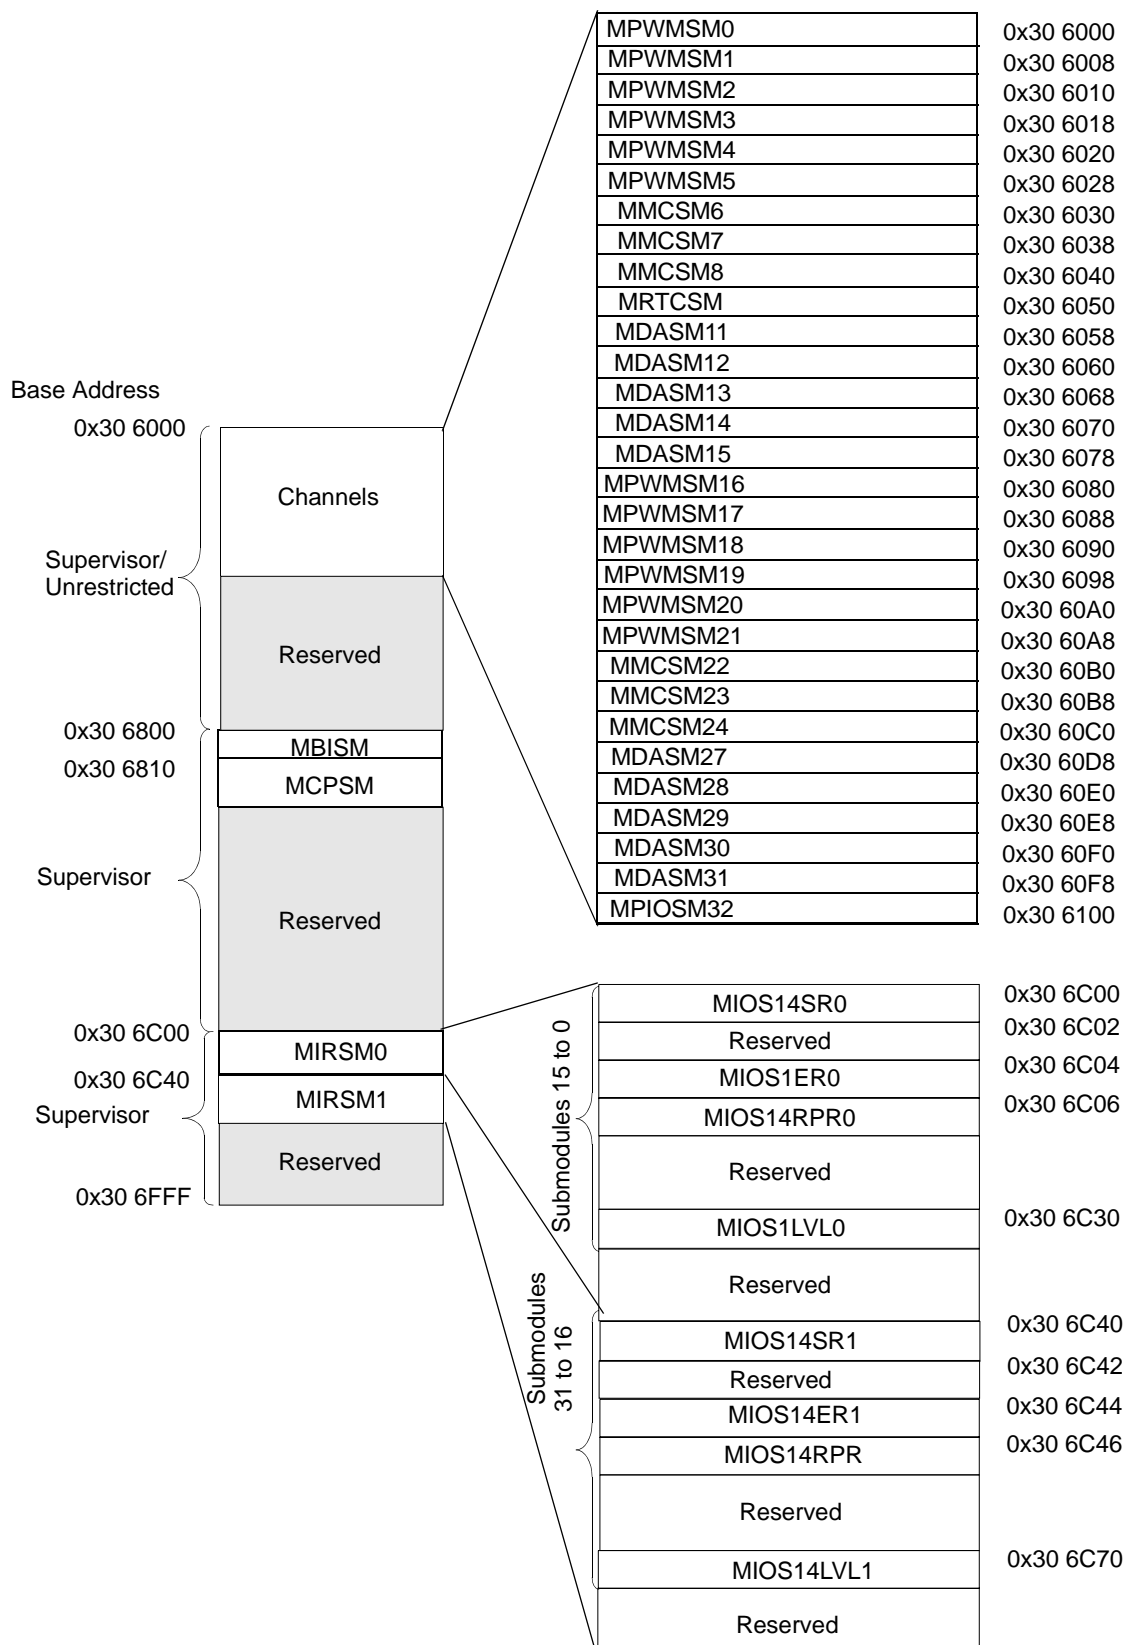 MPWMSM0 0x30 6000
MPWMSM1 0x30 6008
MPWMSM2 0x30 6010
MPWMSM3 0x30 6018
MPWMSM4 0x30 6020
MPWMSM5 0x30 6028
MMCSM6 0x30 6030
MMCSM7 0x30 6038
MMCSM8 0x30 6040
MRTCSM 0x30 6050
MDASM11 0x30 6058
MDASM12 0x30 6060
MDASM13 0x30 6068
MDASM14 0x30 6070
MDASM15 0x30 6078
MPWMSM16 0x30 6080
MPWMSM17 0x30 6088
MPWMSM18 0x30 6090
MPWMSM19 0x30 6098
MPWMSM20 0x30 60A0
MPWMSM21 0x30 60A8
MMCSM22 0x30 60B0
MMCSM23 0x30 60B8
MMCSM24 0x30 60C0
MDASM27 0x30 60D8
MDASM28 0x30 60E0
MDASM29 0x30 60E8
MDASM30 0x30 60F0
MDASM31 0x30 60F8
MPIOSM32 0x30 6100
Base Address
0x30 6000
Channels
Supervisor/
Unrestricted
Reserved
0x30 6800
MBISM
0x30 6810
MCPSM
Supervisor
Reserved
0x30 6C00
MIRSM0
0x30 6C40
MIRSM1
Supervisor
Reserved
0x30 6FFF
Submodules 15 to 0
MIOS14SR0 0x30 6C00
Reserved 0x30 6C02
MIOS1ER0 0x30 6C04
MIOS14RPR0 0x30 6C06
Reserved
MIOS1LVL0 0x30 6C30
Reserved
Submodules
31 to 16
MIOS14SR1 0x30 6C40
Reserved 0x30 6C42
MIOS14ER1 0x30 6C44
MIOS14RPR 0x30 6C46
Reserved
MIOS14LVL1 0x30 6C70
Reserved